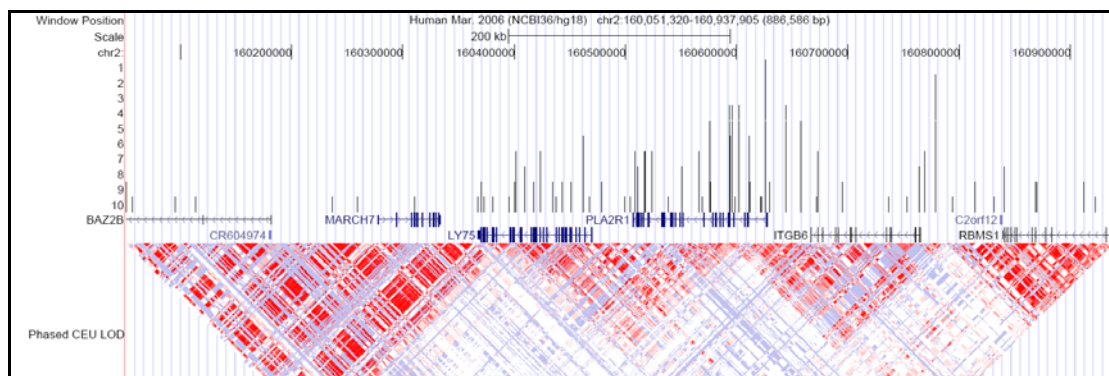 Window Position Human Mar. 2006 (NCBI36/hg18) chr2:160,051,320-160,937,905 (886,586 bp)
Scale 200 kb
chr2: 160200000 160300000 160400000 160500000 160600000 160700000 160800000 160900000
1
2
3
4
5
6
7
8
9
10
BAZ2B MARCH7 PLA2R1 C2orf12
CR604974 LY75 ITGB6 RBMS1
Phased CEU LOD